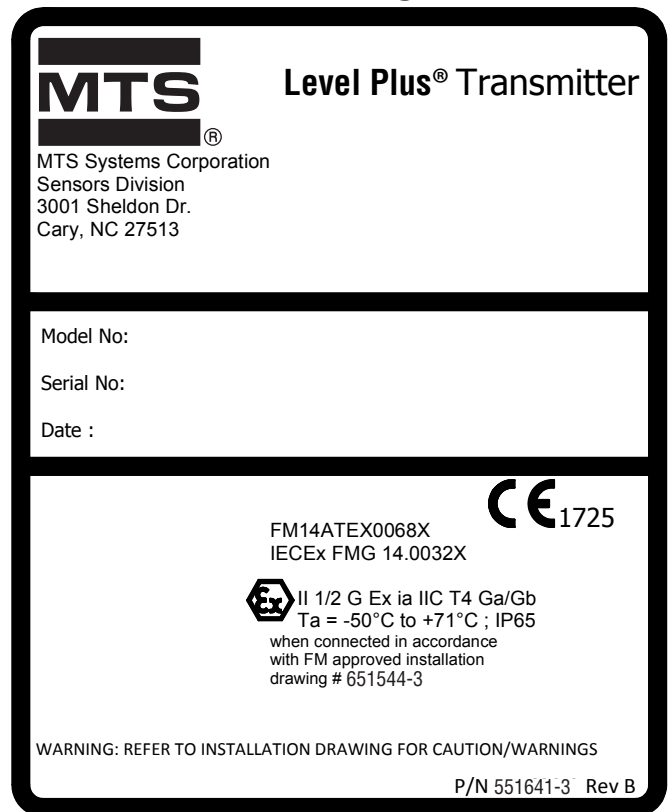 MTS
®
Level Plus® Transmitter
MTS Systems Corporation
Sensors Division
3001 Sheldon Dr.
Cary, NC 27513
Model No:
Serial No:
Date :
CE 1725
FM14ATEX0068X
IECEx FMG 14.0032X
Ex II 1/2 G Ex ia IIC T4 Ga/Gb
Ta = -50°C to +71°C ; IP65
when connected in accordance
with FM approved installation
drawing # 651544-3
WARNING: REFER TO INSTALLATION DRAWING FOR CAUTION/WARNINGS
P/N 551641-3 Rev B